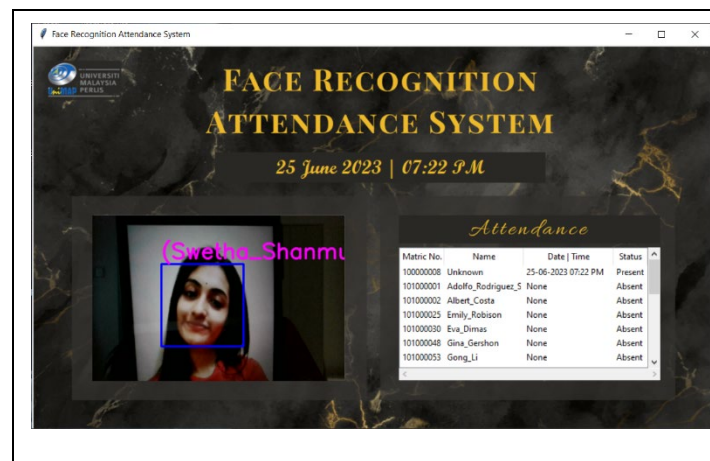 Face Recognition Attendance System
UNIVERSITI
MALAYSIA
PERLIS
FACE RECOGNITION
ATTENDANCE SYSTEM
25 June 2023 | 07:22 PM
(Swetha_Shanmu
Attendance
Matric No. Name Date | Time Status
100000008 Unknown 25-06-2023 07:22 PM Present
101000001 Adolfo_Rodriguez_S None Absent
101000002 Albert_Costa None Absent
101000025 Emily_Robison None Absent
101000030 Eva_Dimas None Absent
101000048 Gina_Gershon None Absent
101000053 Gong_Li None Absent